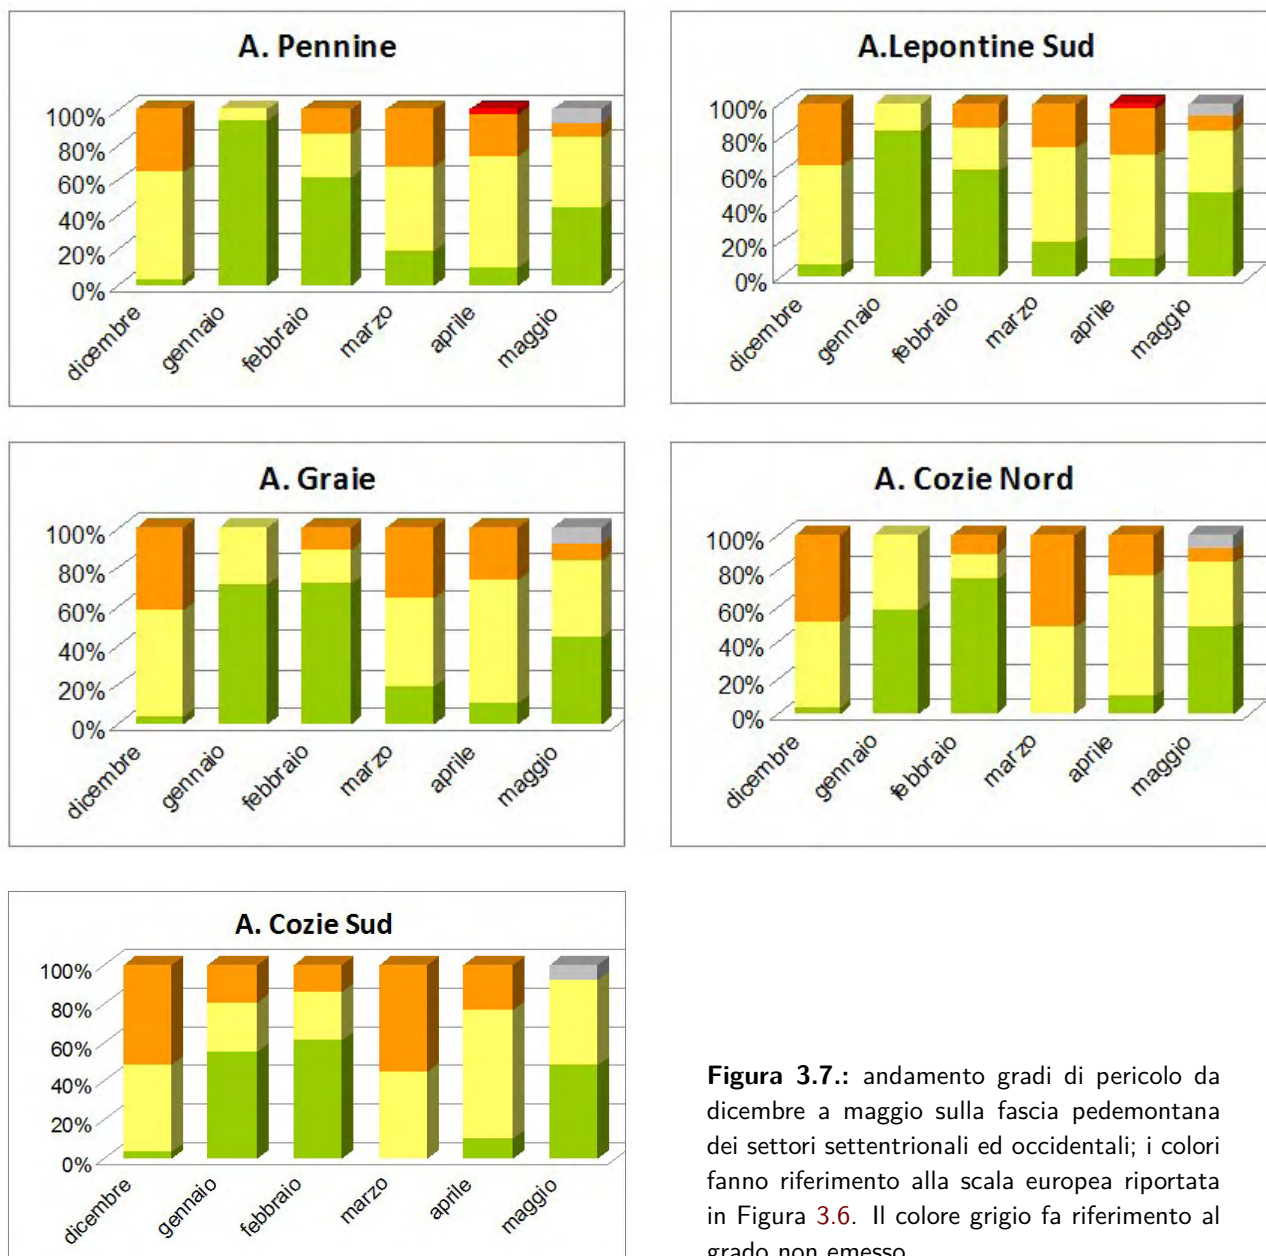 A. Pennine
100%
80%
60%
40%
20%
0%
dicembre
gennaio
febbraio
marzo
aprile
maggio
A.Lepontine Sud
100%
80%
60%
40%
20%
0%
dicembre
gennaio
febbraio
marzo
aprile
maggio
A. Graie
100%
80%
60%
40%
20%
0%
dicembre
gennaio
febbraio
marzo
aprile
maggio
A. Cozie Nord
100%
80%
60%
40%
20%
0%
dicembre
gennaio
febbraio
marzo
aprile
maggio
A. Cozie Sud
100%
80%
60%
40%
20%
0%
dicembre
gennaio
febbraio
marzo
aprile
maggio
Figura 3.7.: andamento gradi di pericolo da
dicembre a maggio sulla fascia pedemontana
dei settori settentrionali ed occidentali; i colori
fanno riferimento alla scala europea riportata
in Figura 3.6. Il colore grigio fa riferimento al
grado non emesso